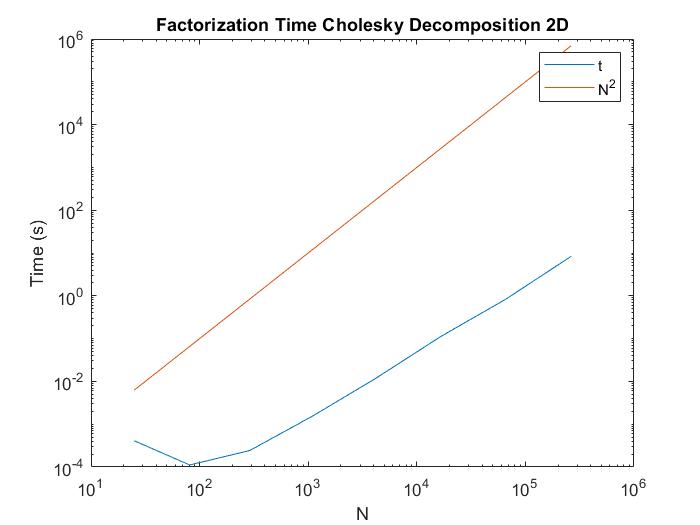 Factorization Time Cholesky Decomposition 2D
10^6
10^4
10^2
10^0
10^-2
10^-4
Time (s)
t
N^2
10^1 10^2 10^3 10^4 10^5 10^6
N